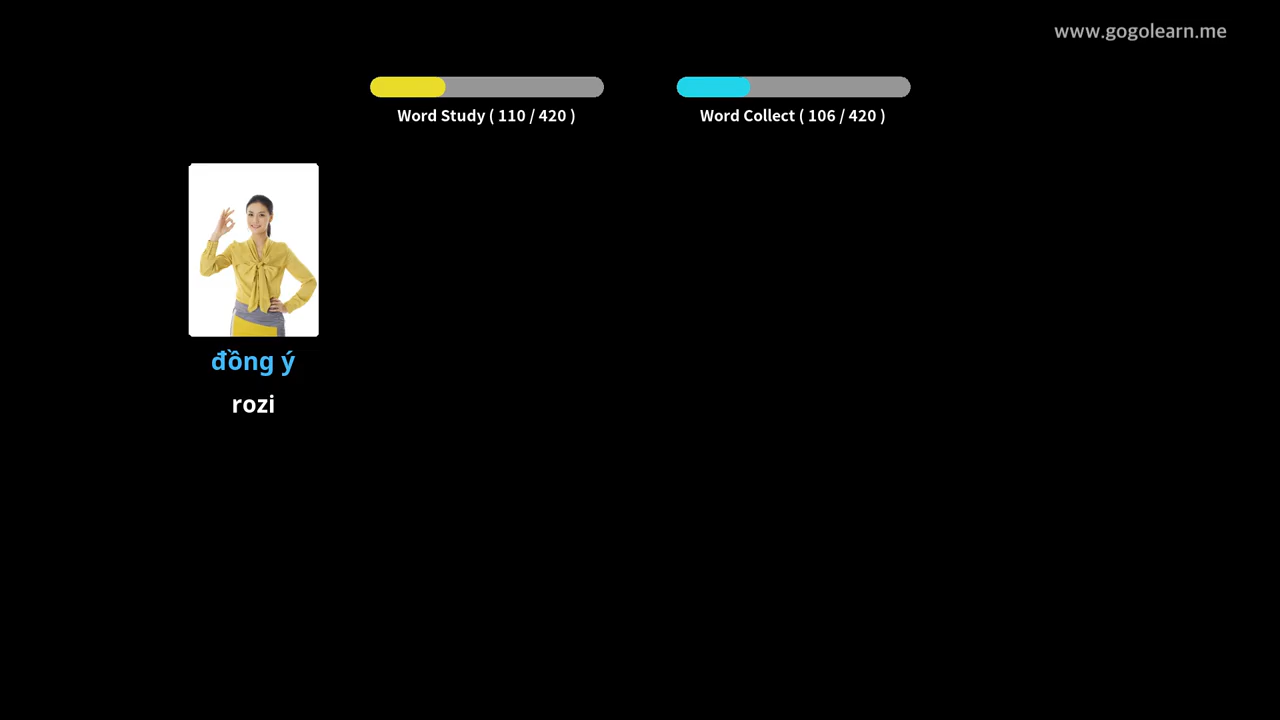 www.gogolearn.me
Word Study ( 110 / 420 )
Word Collect ( 106 / 420 )
đồng ý
rozi